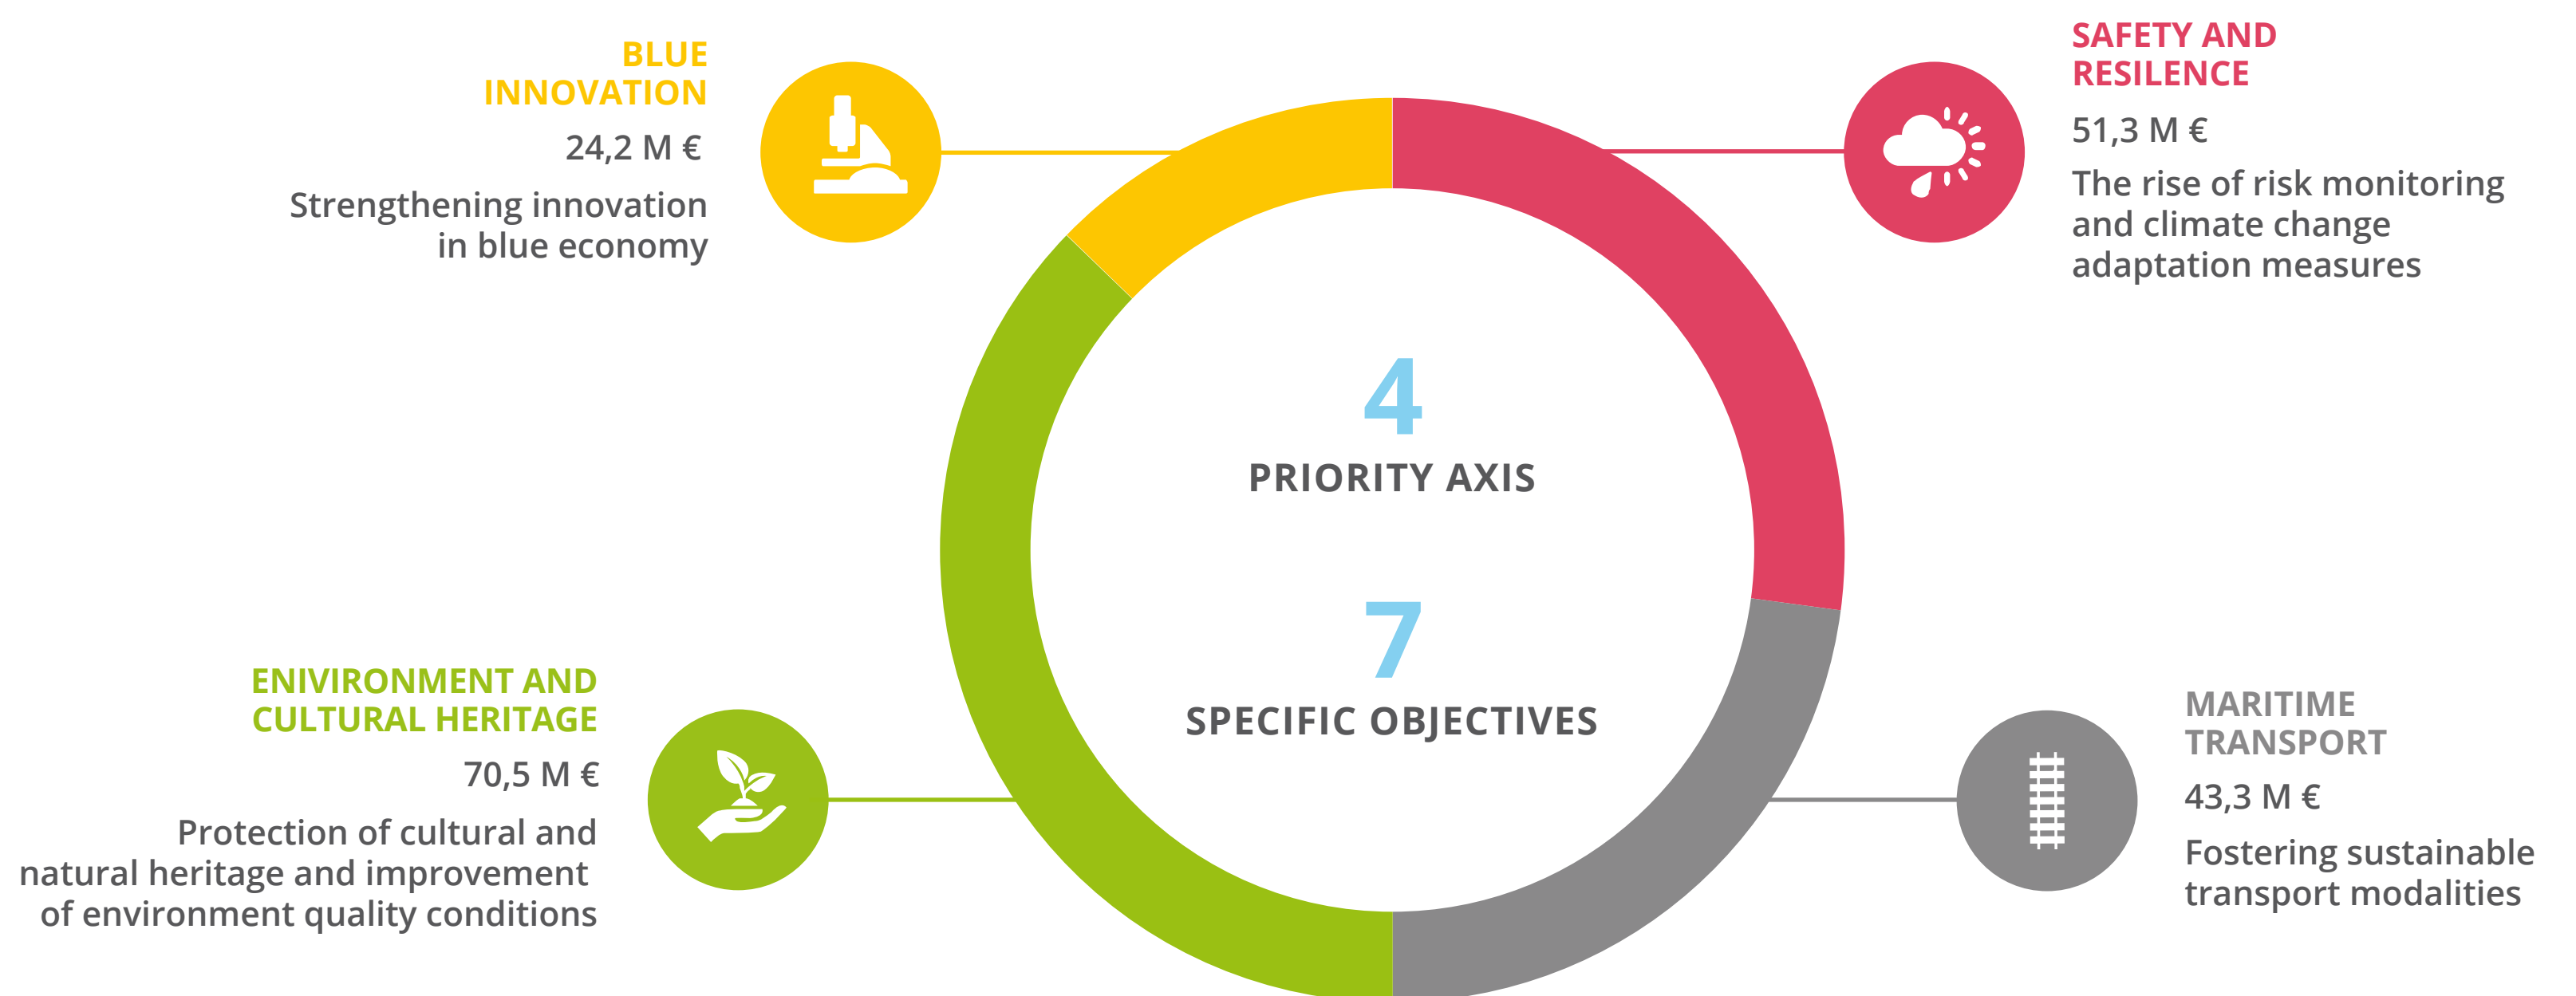 BLUE
INNOVATION
24,2 M €
Strengthening innovation
in blue economy
SAFETY AND
RESILENCE
51,3 M €
The rise of risk monitoring
and climate change
adaptation measures
4
PRIORITY AXIS
7
SPECIFIC OBJECTIVES
ENIVIRONMENT AND
CULTURAL HERITAGE
70,5 M €
Protection of cultural and
natural heritage and improvement
of environment quality conditions
MARITIME
TRANSPORT
43,3 M €
Fostering sustainable
transport modalities